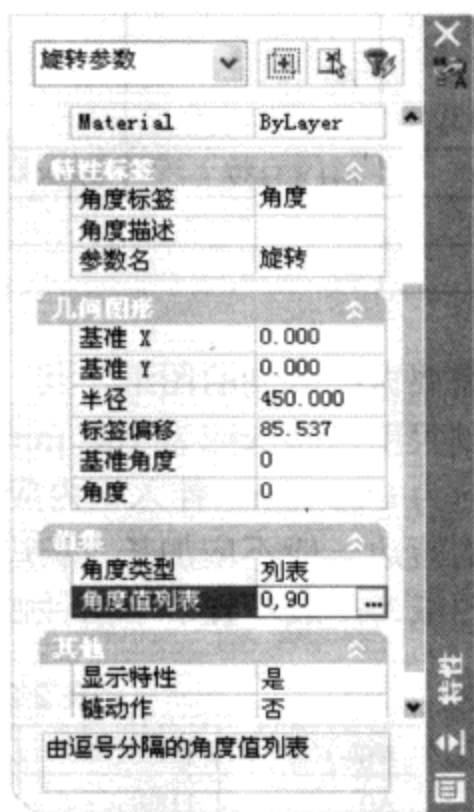 旋转参数
Material ByLayer
特性标签
角度标签 角度
角度描述
参数名 旋转
几何图形
基准 X 0.000
基准 Y 0.000
半径 450.000
标签偏移 85.537
基准角度 0
角度 0
值集
角度类型 列表
角度值列表 0,90 ...
其他
显示特性 是
链动作 否
由逗号分隔的角度值列表
特性